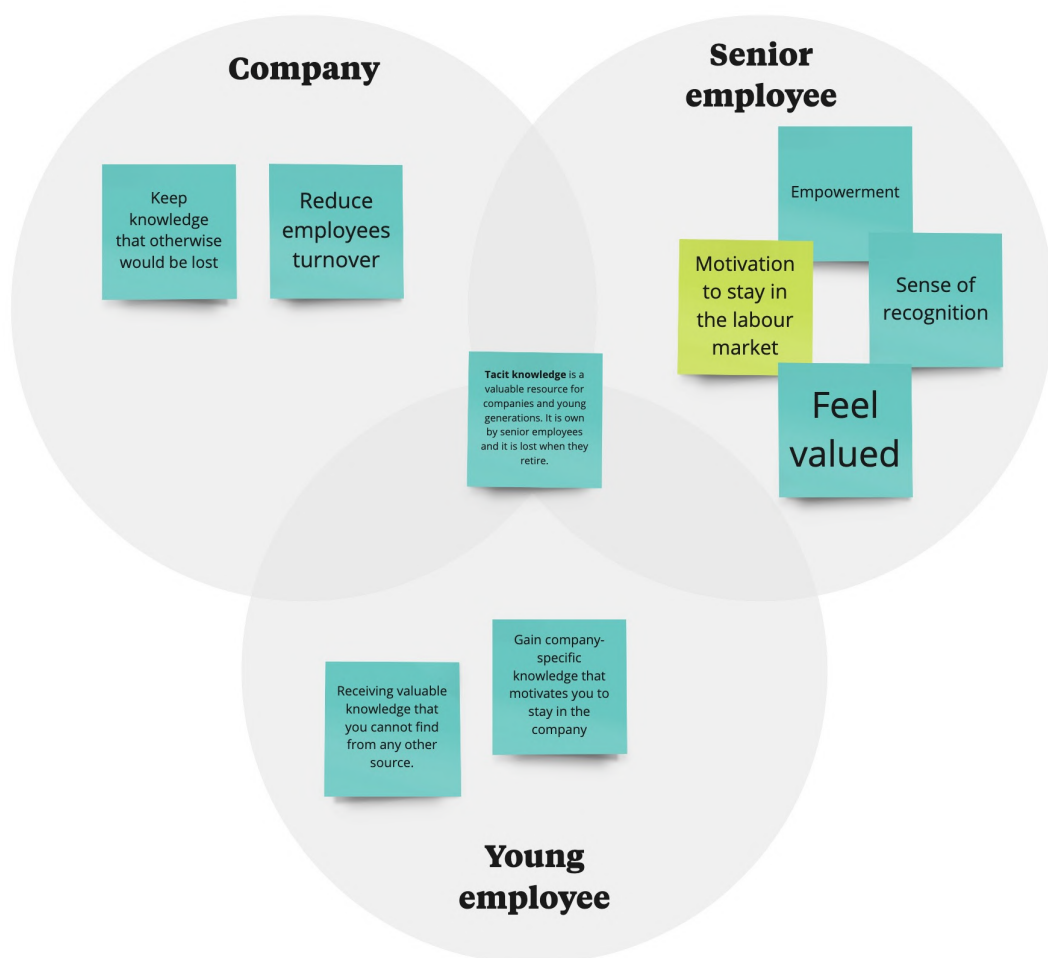 Company
Senior
employee
Keep
knowledge
that otherwise
would be lost
Reduce
employees
turnover
Empowerment
Motivation
to stay in
the labour
market
Sense of
recognition
Feel
valued
Tacit knowledge is a
valuable resource for
companies and young
generations. It is own
by senior employees
and it is lost when they
retire.
Receiving valuable
knowledge that
you cannot find
from any other
source.
Gain company-
specific
knowledge that
motivates you to
stay in the
company
Young
employee